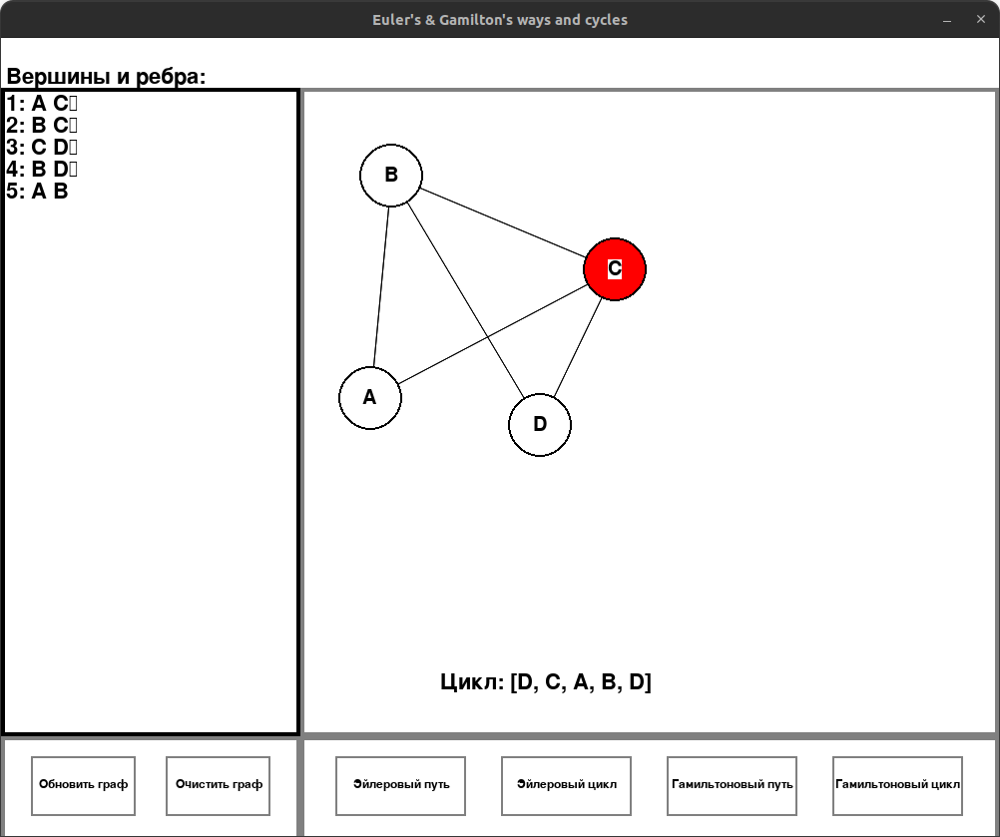 Euler's & Gamilton's ways and cycles
Вершины и ребра:
1: A C▯
2: B C▯
3: C D▯
4: B D▯
5: A B
B
C
A
D
Цикл: [D, C, A, B, D]
Обновить граф
Очистить граф
Эйлеровый путь
Эйлеровый цикл
Гамильтоновый путь
Гамильтоновый цикл